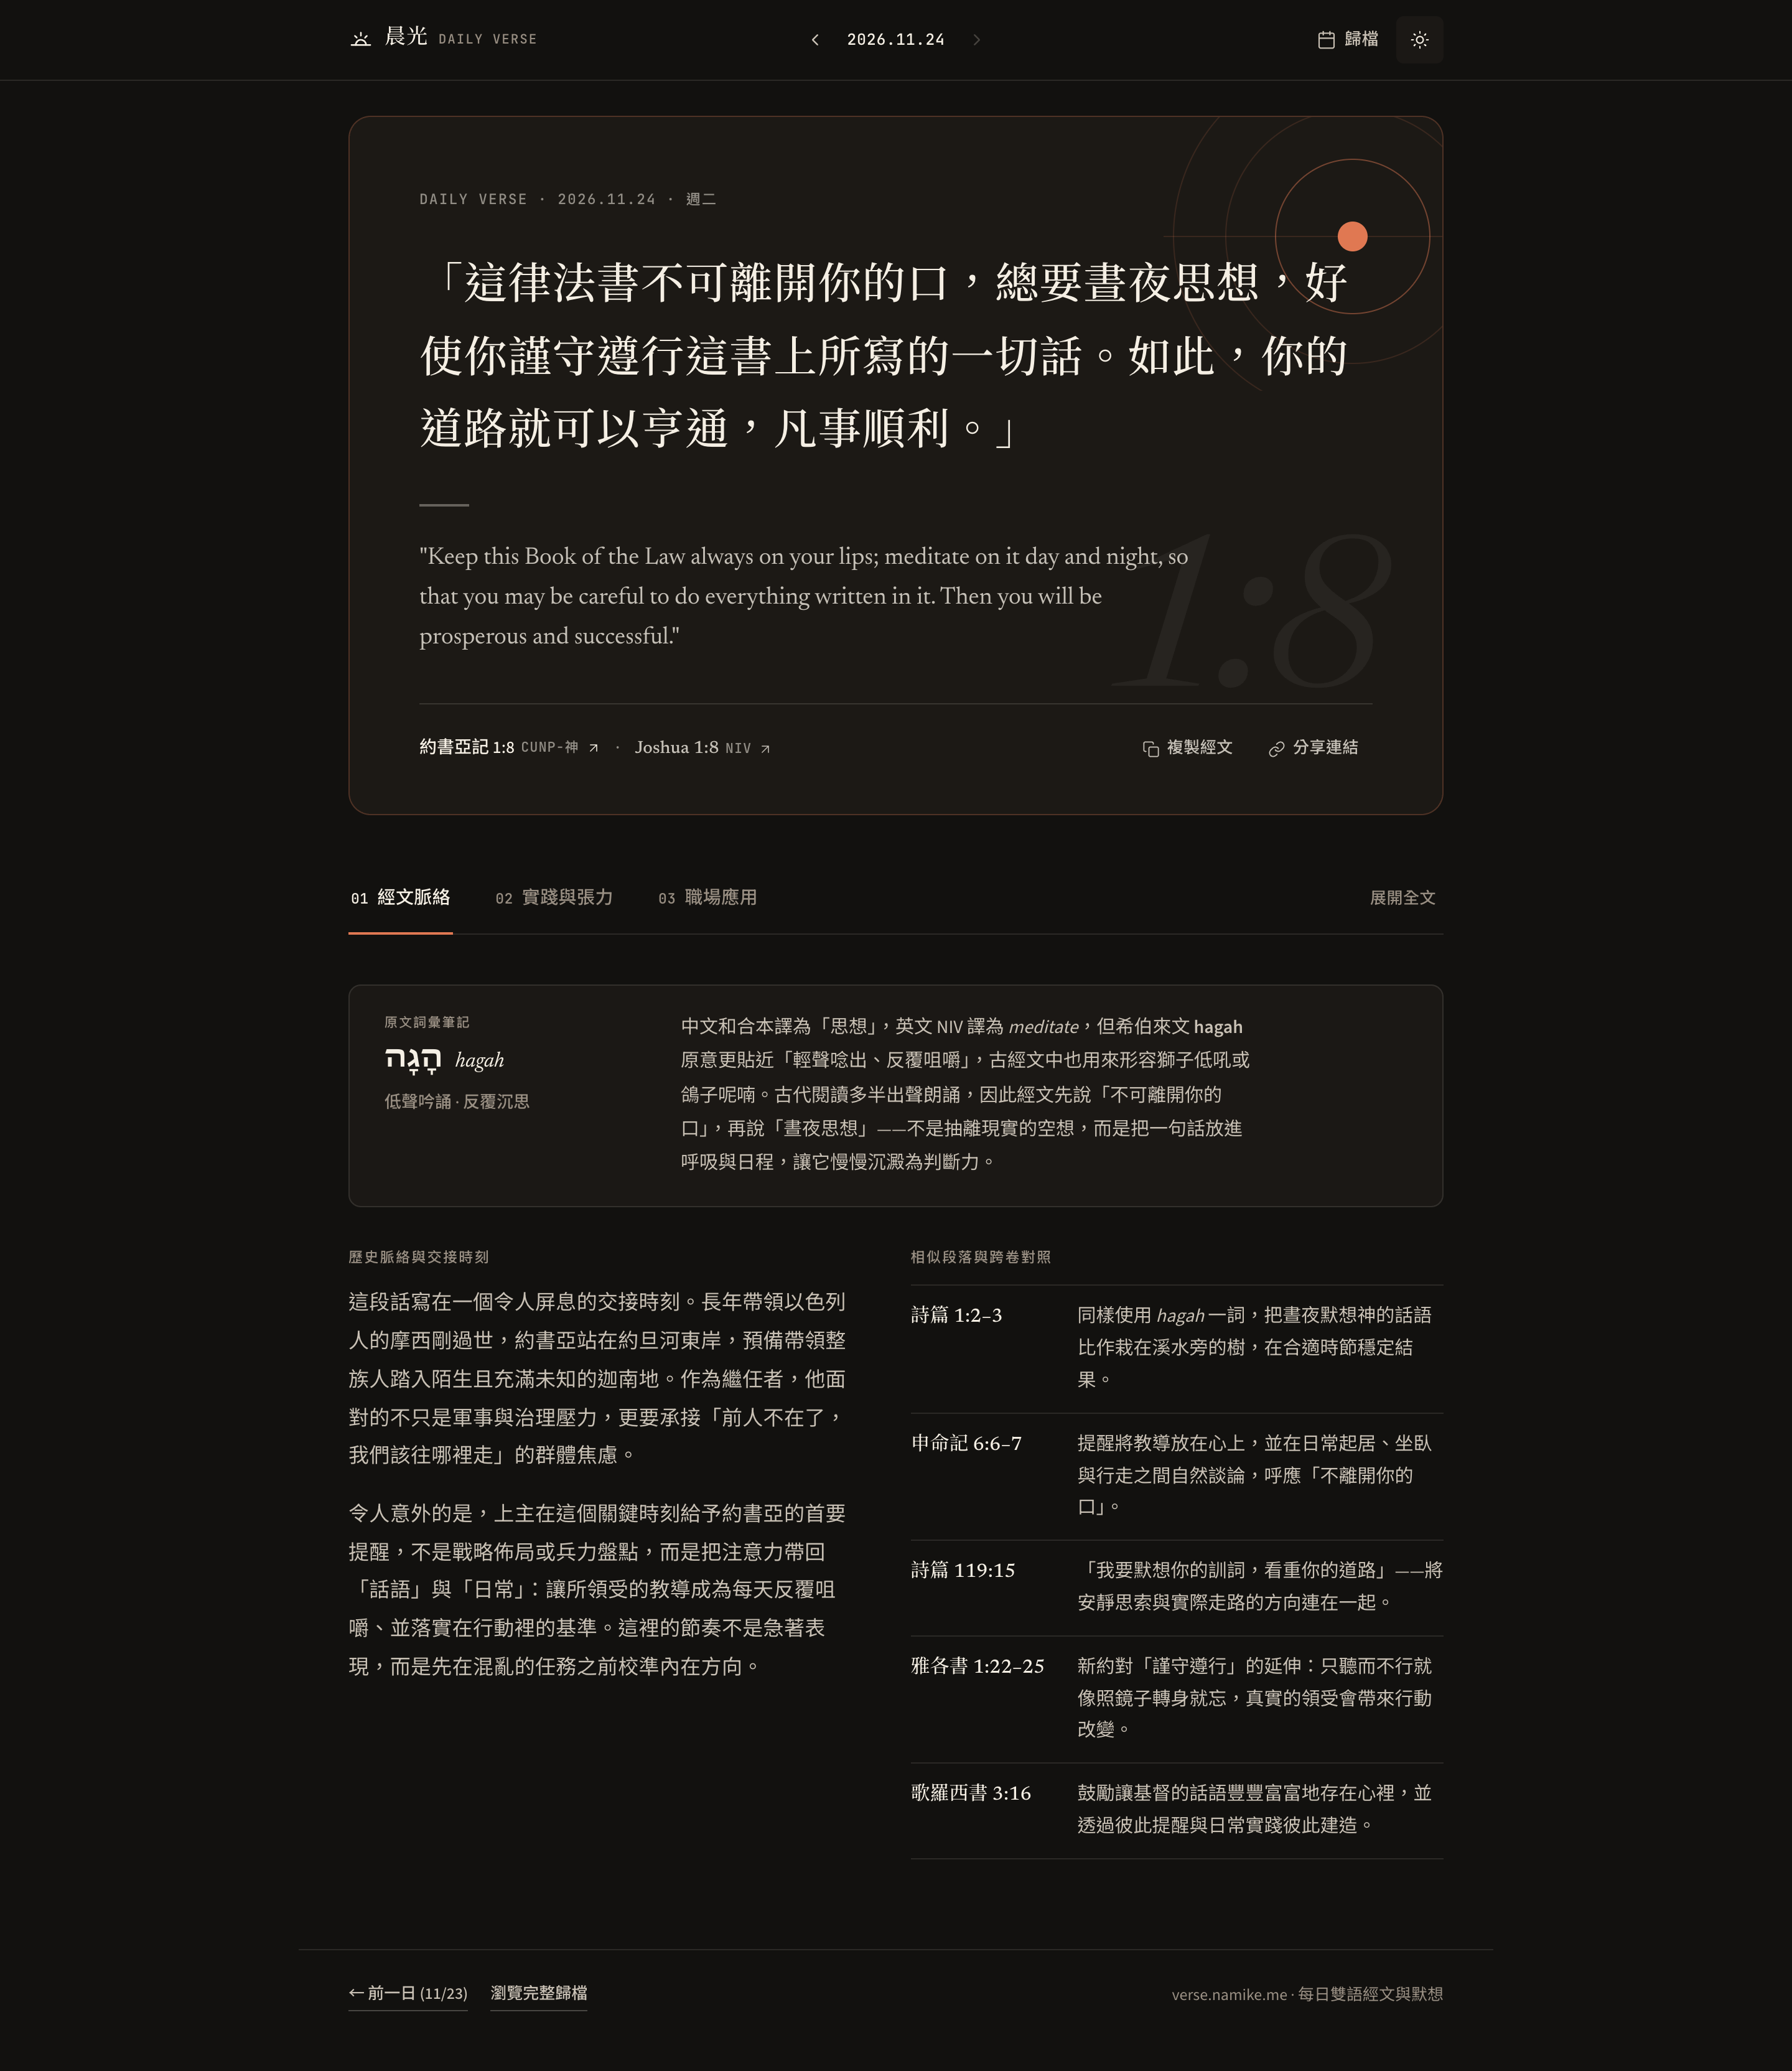 晨光 DAILY VERSE
2026.11.24
歸檔
DAILY VERSE · 2026.11.24 · 週二
「這律法書不可離開你的口，總要晝夜思想，好
使你謹守遵行這書上所寫的一切話。如此，你的
道路就可以亨通，凡事順利。」
"Keep this Book of the Law always on your lips; meditate on it day and night, so
that you may be careful to do everything written in it. Then you will be
prosperous and successful."
1:8
約書亞記 1:8 CUNP-神 ↗ · Joshua 1:8 NIV ↗
複製經文
分享連結
01 經文脈絡
02 實踐與張力
03 職場應用
展開全文
原文詞彙筆記
הָגָה hagah
低聲吟誦 · 反覆沉思
中文和合本譯為「思想」，英文 NIV 譯為 meditate，但希伯來文 hagah
原意更貼近「輕聲唸出、反覆咀嚼」，古經文中也用來形容獅子低吼或
鴿子呢喃。古代閱讀多半出聲朗誦，因此經文先說「不可離開你的
口」，再說「晝夜思想」——不是抽離現實的空想，而是把一句話放進
呼吸與日程，讓它慢慢沉澱為判斷力。
歷史脈絡與交接時刻
這段話寫在一個令人屏息的交接時刻。長年帶領以色列
人的摩西剛過世，約書亞站在約旦河東岸，預備帶領整
族人踏入陌生且充滿未知的迦南地。作為繼任者，他面
對的不只是軍事與治理壓力，更要承接「前人不在了，
我們該往哪裡走」的群體焦慮。
令人意外的是，上主在這個關鍵時刻給予約書亞的首要
提醒，不是戰略佈局或兵力盤點，而是把注意力帶回
「話語」與「日常」：讓所領受的教導成為每天反覆咀
嚼、並落實在行動裡的基準。這裡的節奏不是急著表
現，而是先在混亂的任務之前校準內在方向。
相似段落與跨卷對照
詩篇 1:2–3
同樣使用 hagah 一詞，把晝夜默想神的話語
比作栽在溪水旁的樹，在合適時節穩定結
果。
申命記 6:6–7
提醒將教導放在心上，並在日常起居、坐臥
與行走之間自然談論，呼應「不離開你的
口」。
詩篇 119:15
「我要默想你的訓詞，看重你的道路」——將
安靜思索與實際走路的方向連在一起。
雅各書 1:22–25
新約對「謹守遵行」的延伸：只聽而不行就
像照鏡子轉身就忘，真實的領受會帶來行動
改變。
歌羅西書 3:16
鼓勵讓基督的話語豐豐富富地存在心裡，並
透過彼此提醒與日常實踐彼此建造。
← 前一日 (11/23)
瀏覽完整歸檔
verse.namike.me · 每日雙語經文與默想